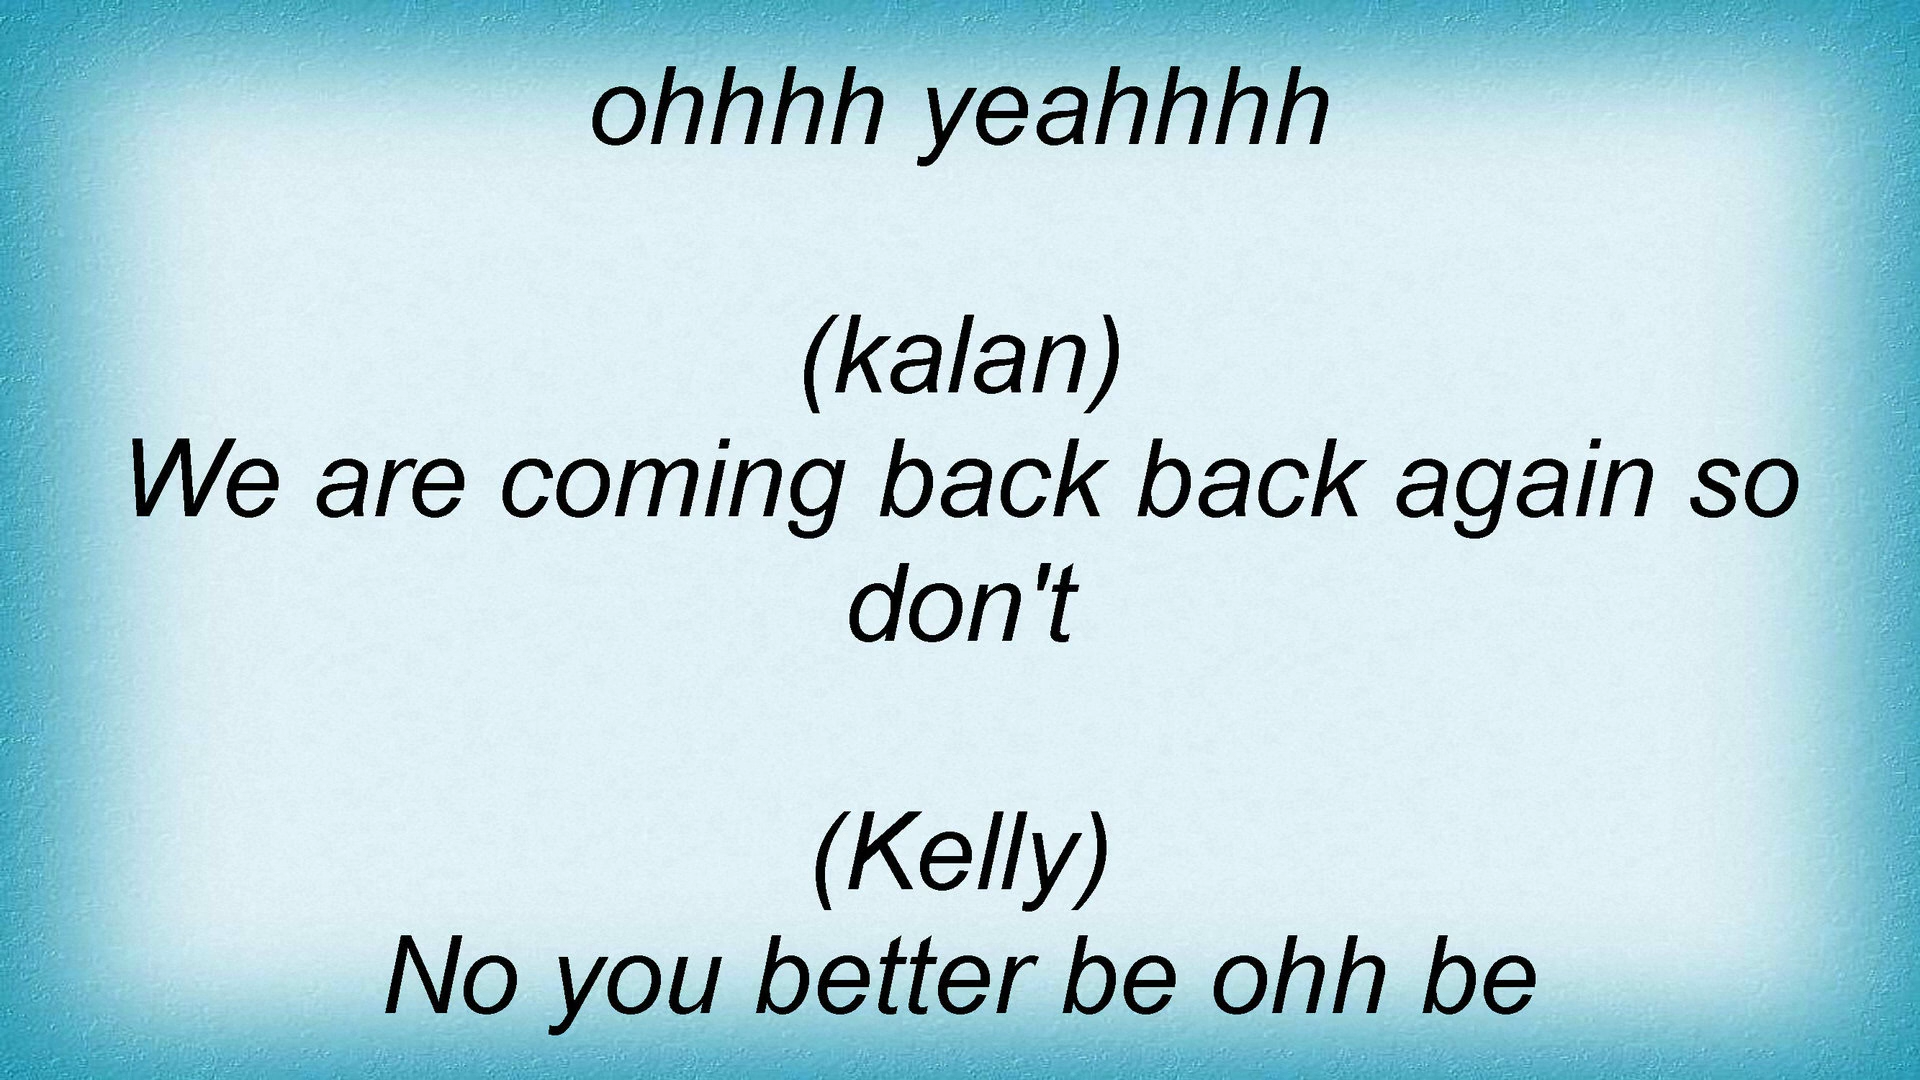 ohhhh yeahhhh
(kalan)
We are coming back back again so
don't
(Kelly)
No you better be ohh be